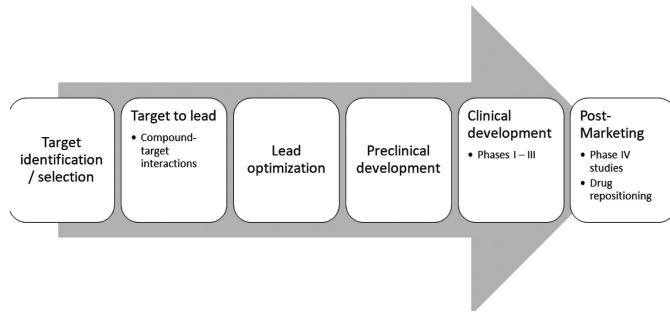 Target
identification
/ selection
Target to lead
• Compound-
target
interactions
Lead
optimization
Preclinical
development
Clinical
development
• Phases I – III
Post-
Marketing
• Phase IV
studies
• Drug
repositioning